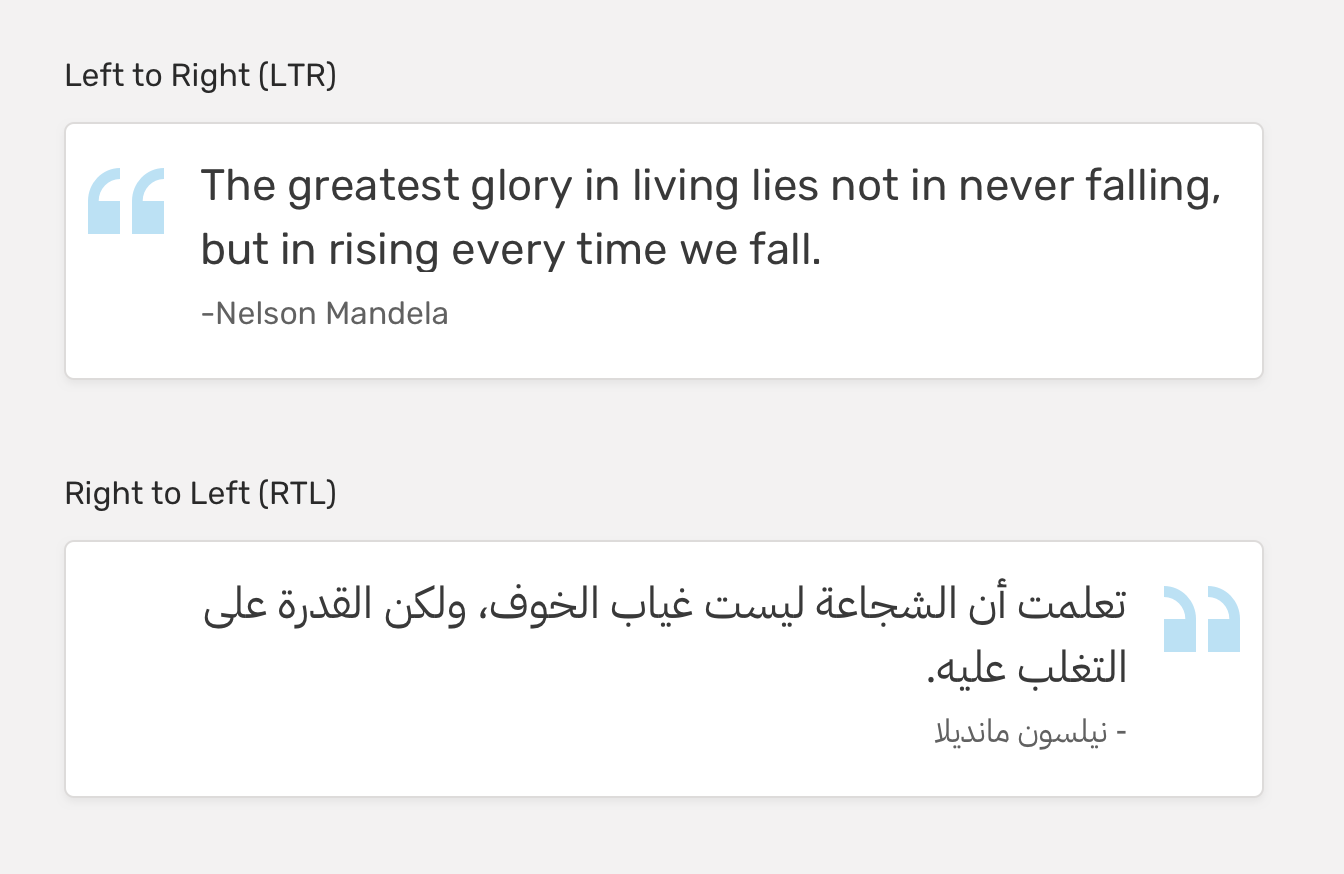 Left to Right (LTR)
The greatest glory in living lies not in never falling,
but in rising every time we fall.
-Nelson Mandela
Right to Left (RTL)
تعلمت أن الشجاعة ليست غياب الخوف، ولكن القدرة على
التغلب عليه.
- نيلسون مانديلا